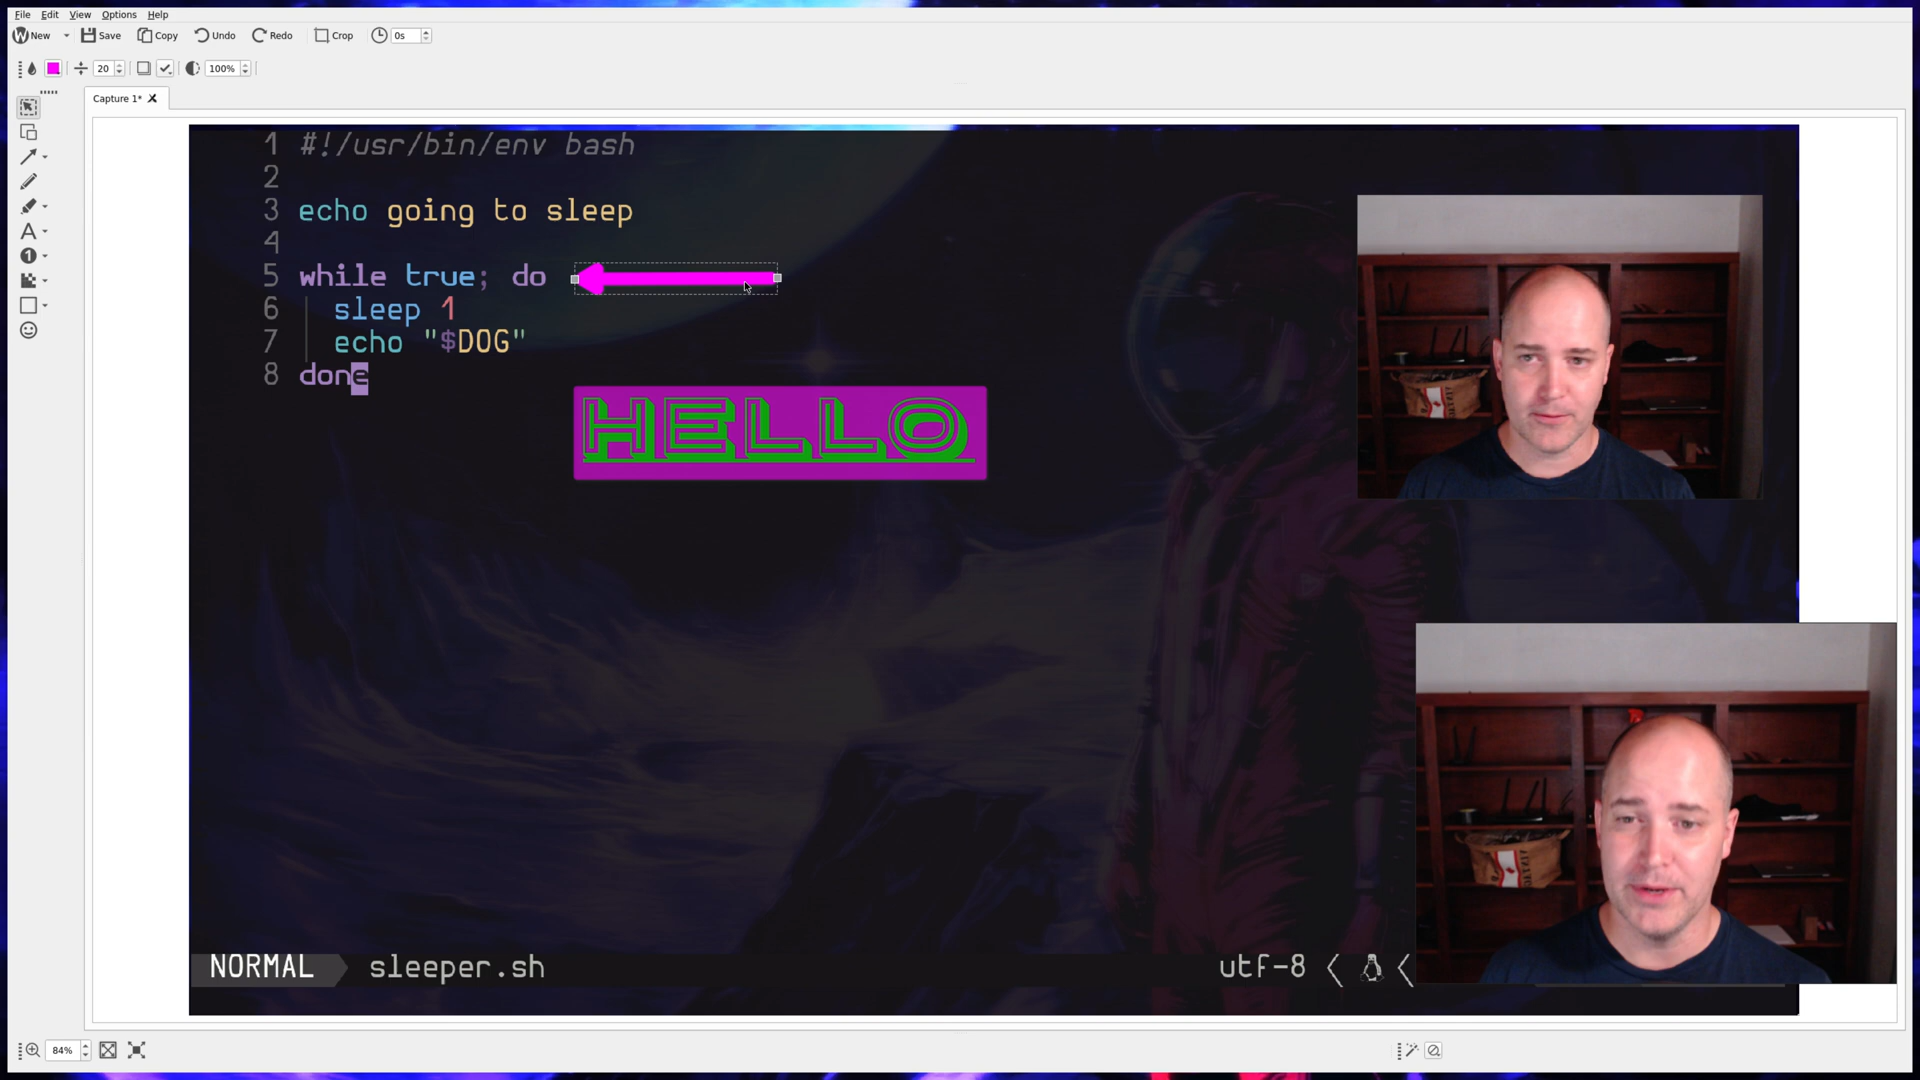 File Edit View Options Help
New Save Copy Undo Redo Crop 0s
20 100%
Capture 1*
1 #!/usr/bin/env bash
2
3 echo going to sleep
4
5 while true; do
6 sleep 1
7 echo "$DOG"
8 done
HELLO
NORMAL sleeper.sh utf-8
84%